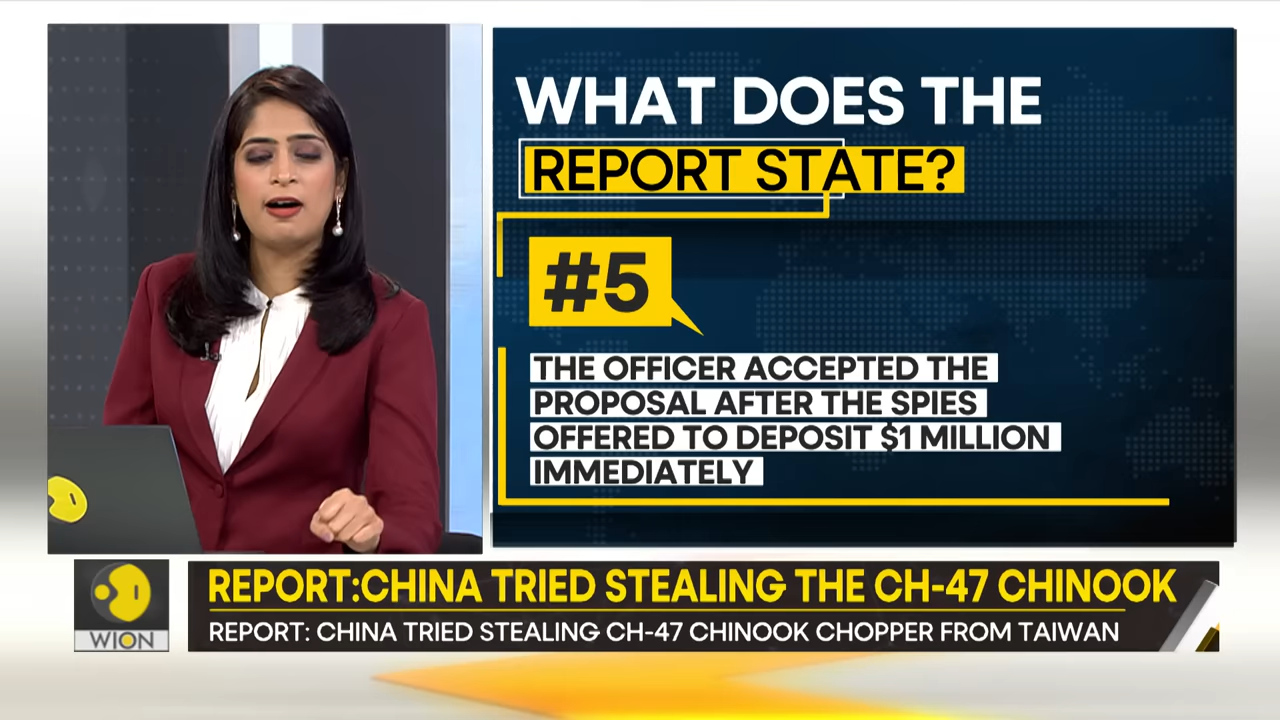 WHAT DOES THE
REPORT STATE?
#5
THE OFFICER ACCEPTED THE
PROPOSAL AFTER THE SPIES
OFFERED TO DEPOSIT $1 MILLION
IMMEDIATELY
REPORT:CHINA TRIED STEALING THE CH-47 CHINOOK
REPORT: CHINA TRIED STEALING CH-47 CHINOOK CHOPPER FROM TAIWAN
WION